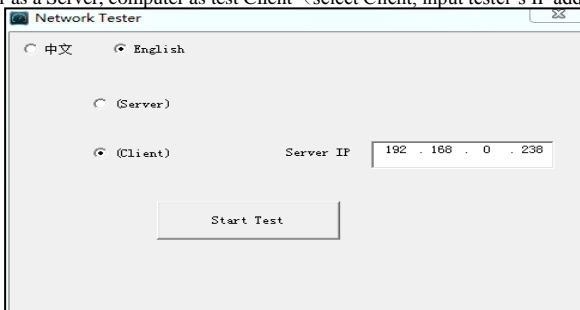 as a Server, computer as test Client（select Client, input tester's IP add
Network Tester
中文 English
(Server)
(Client) Server IP 192 . 168 . 0 . 238
Start Test